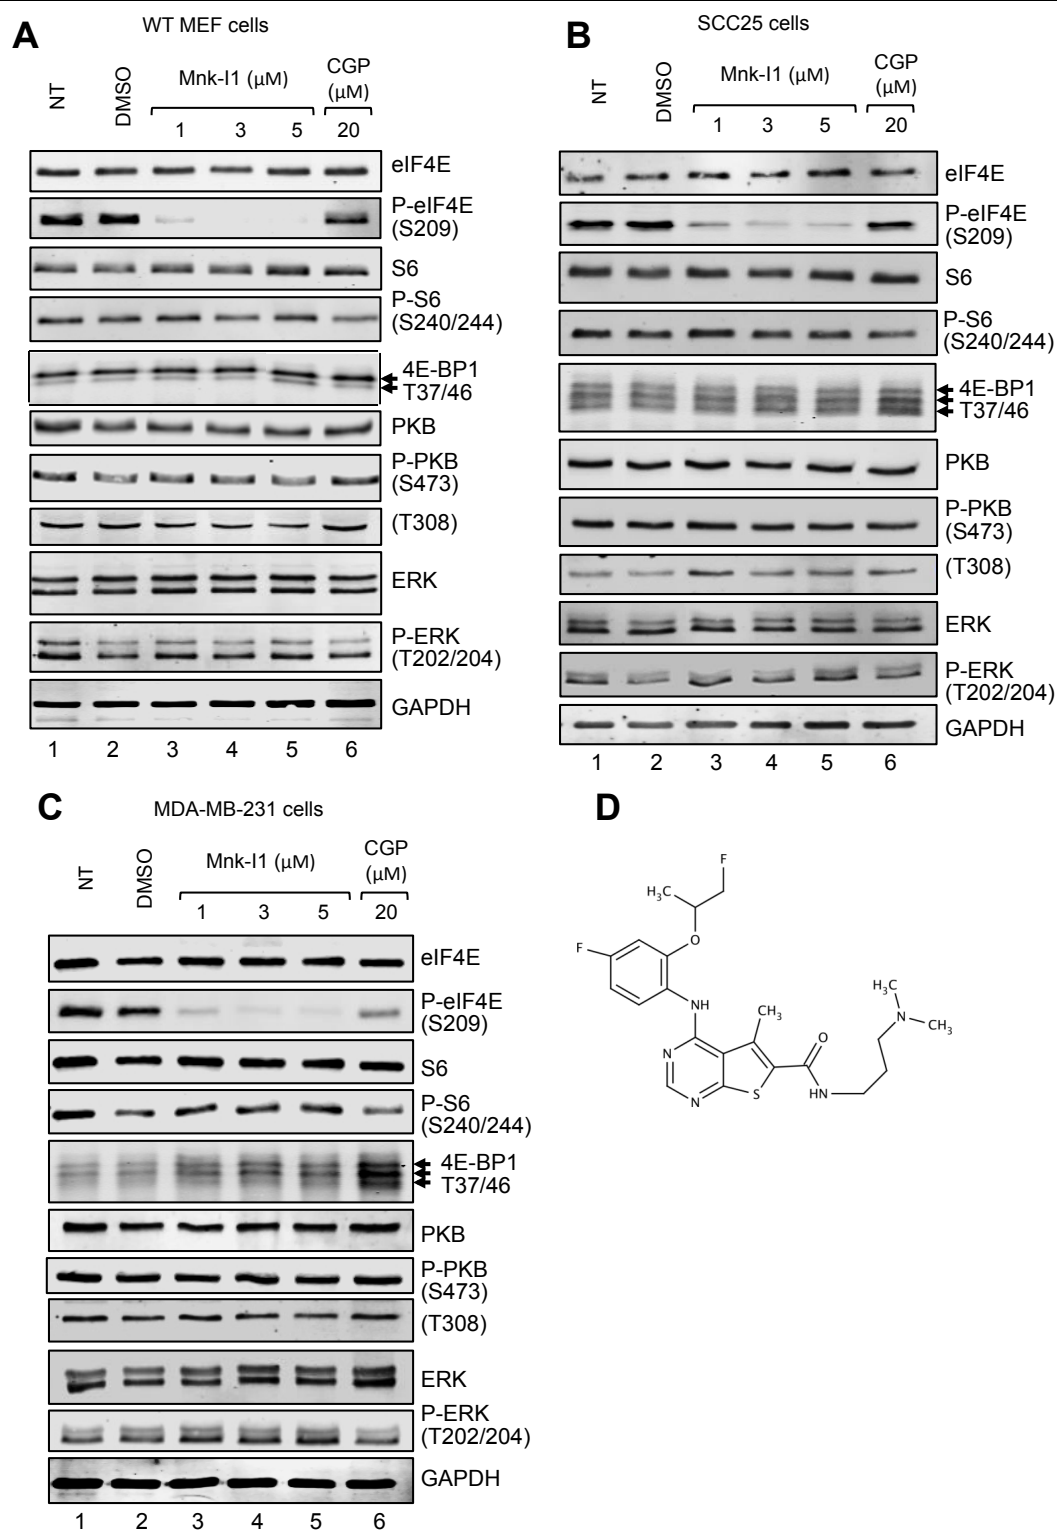 A
WT MEF cells
NT
DMSO
Mnk-I1 (µM)
CGP
(µM)
1 3 5 20
eIF4E
P-eIF4E
(S209)
S6
P-S6
(S240/244)
4E-BP1
T37/46
PKB
P-PKB
(S473)
(T308)
ERK
P-ERK
(T202/204)
GAPDH
1 2 3 4 5 6
B
SCC25 cells
NT
DMSO
Mnk-I1 (µM)
CGP
(µM)
1 3 5 20
eIF4E
P-eIF4E
(S209)
S6
P-S6
(S240/244)
4E-BP1
T37/46
PKB
P-PKB
(S473)
(T308)
ERK
P-ERK
(T202/204)
GAPDH
1 2 3 4 5 6
C
MDA-MB-231 cells
NT
DMSO
Mnk-I1 (µM)
CGP
(µM)
1 3 5 20
eIF4E
P-eIF4E
(S209)
S6
P-S6
(S240/244)
4E-BP1
T37/46
PKB
P-PKB
(S473)
(T308)
ERK
P-ERK
(T202/204)
GAPDH
1 2 3 4 5 6
D
F
H₃C
O
F
NH
CH₃
H₃C
N
CH₃
N
O
N
S
HN